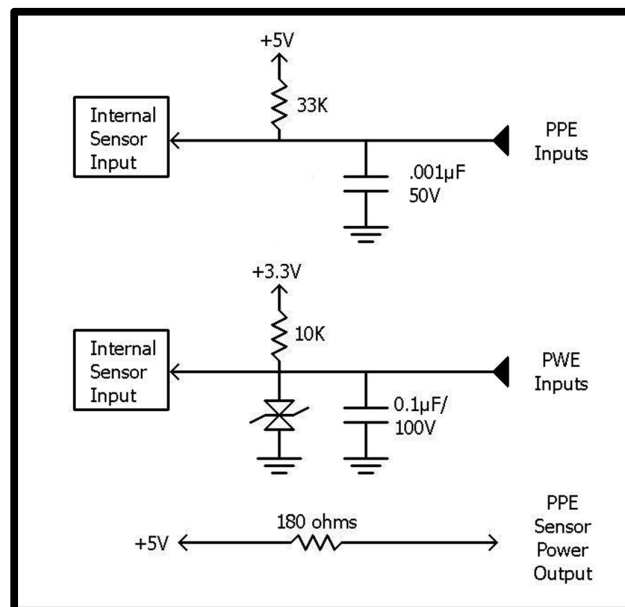 +5V
33K
Internal
Sensor
Input
PPE
Inputs
.001µF
50V
+3.3V
10K
Internal
Sensor
Input
PWE
Inputs
0.1µF/
100V
180 ohms
+5V
PPE
Sensor
Power
Output